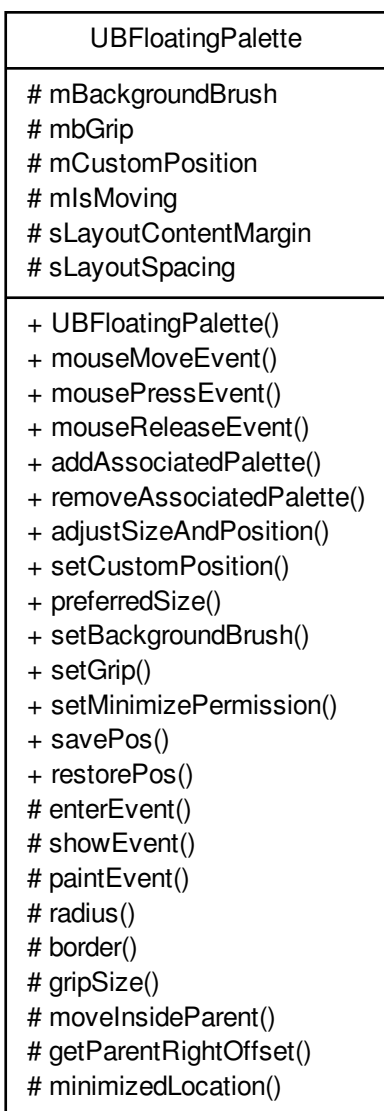 UBFloatingPalette
# mBackgroundBrush
# mbGrip
# mCustomPosition
# mIsMoving
# sLayoutContentMargin
# sLayoutSpacing
+ UBFloatingPalette()
+ mouseMoveEvent()
+ mousePressEvent()
+ mouseReleaseEvent()
+ addAssociatedPalette()
+ removeAssociatedPalette()
+ adjustSizeAndPosition()
+ setCustomPosition()
+ preferredSize()
+ setBackgroundBrush()
+ setGrip()
+ setMinimizePermission()
+ savePos()
+ restorePos()
# enterEvent()
# showEvent()
# paintEvent()
# radius()
# border()
# gripSize()
# moveInsideParent()
# getParentRightOffset()
# minimizedLocation()